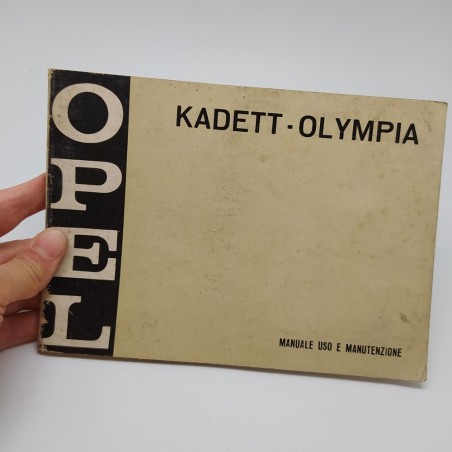 OPEL
KADETT - OLYMPIA
MANUALE USO E MANUTENZIONE